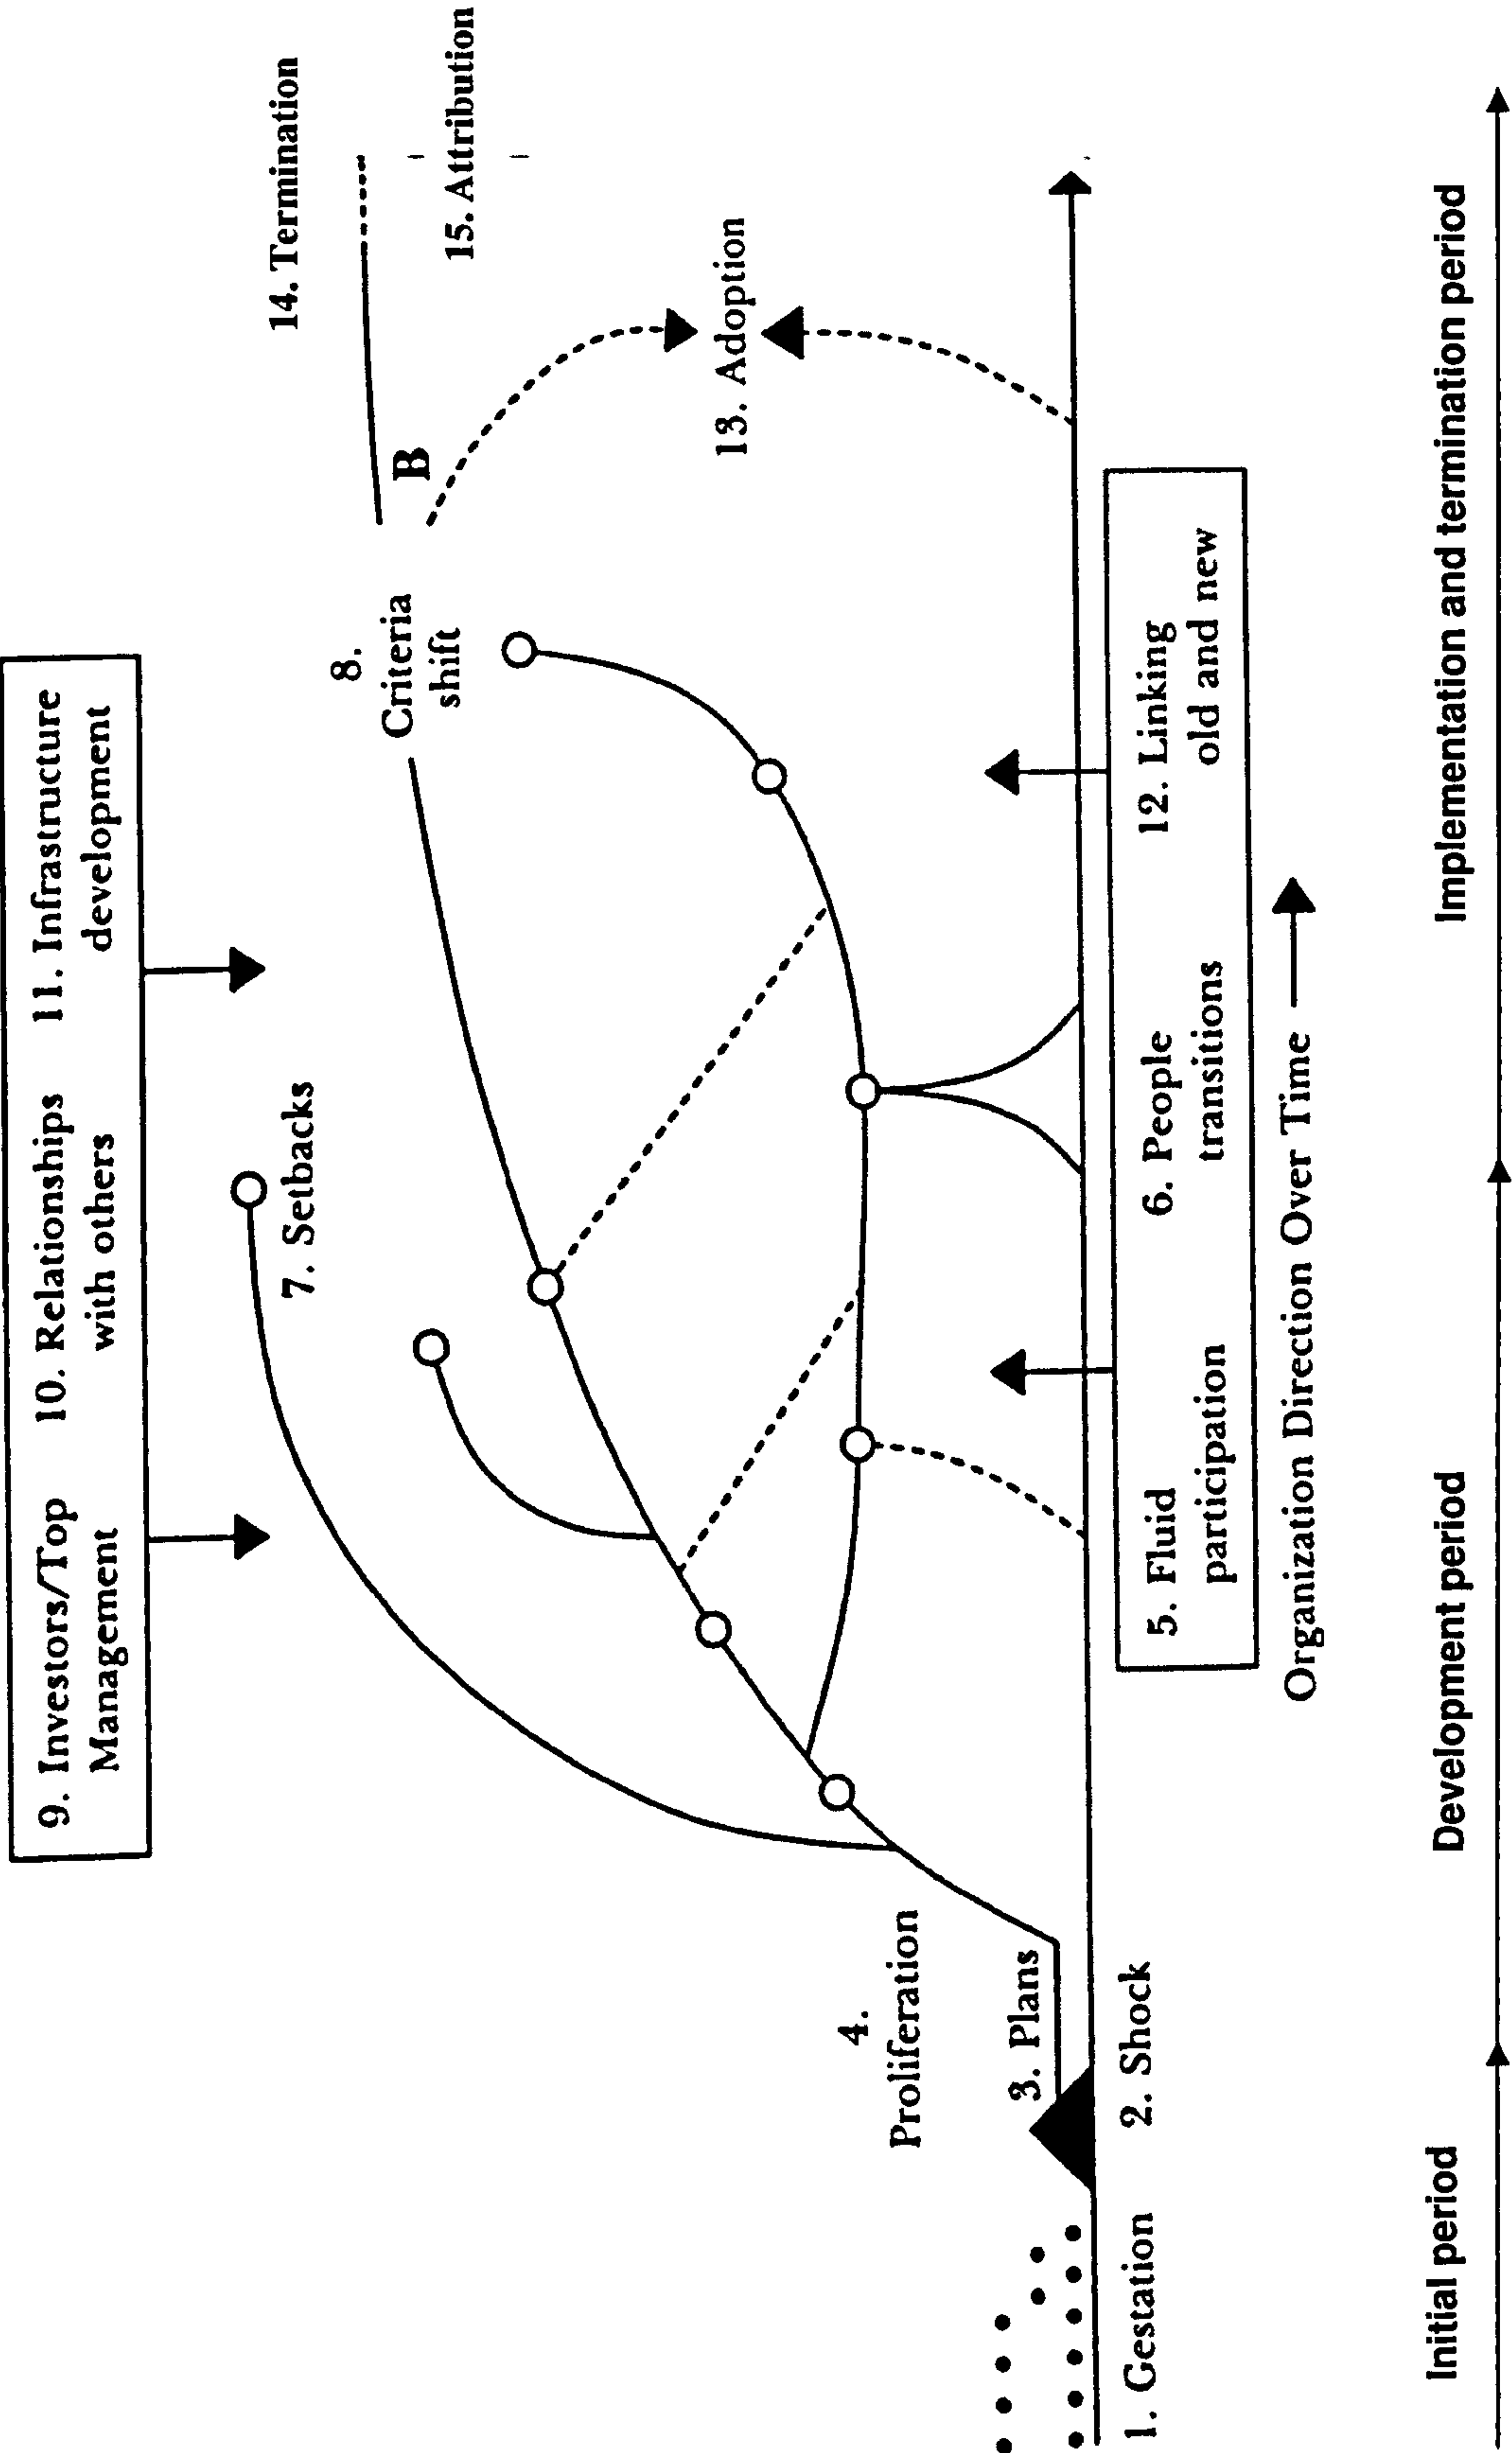 9. Investors/Top
Management
10. Relationships
with others
11. Infrastructure
development
7. Setbacks
8.
Criteria
shift
B
14. Termination
15. Attribution
13. Adoption
4.
Proliferation
3. Plans
1. Gestation
2. Shock
5. Fluid
participation
6. People
transitions
12. Linking
old and new
Organization Direction Over Time
Initial period
Development period
Implementation and termination period